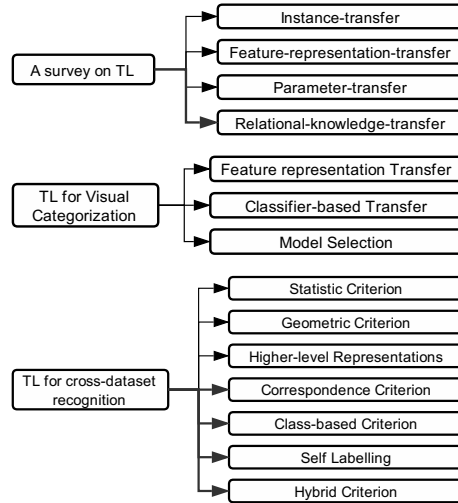 A survey on TL
Instance-transfer
Feature-representation-transfer
Parameter-transfer
Relational-knowledge-transfer
TL for Visual
Categorization
Feature representation Transfer
Classifier-based Transfer
Model Selection
TL for cross-dataset
recognition
Statistic Criterion
Geometric Criterion
Higher-level Representations
Correspondence Criterion
Class-based Criterion
Self Labelling
Hybrid Criterion